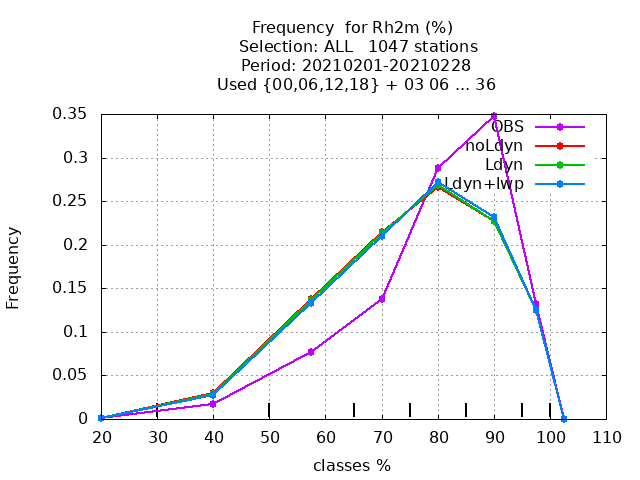 Frequency  for Rh2m (%)
Selection: ALL   1047 stations
Period: 20210201-20210228
Used {00,06,12,18} + 03 06 ... 36
0.35
0.3
0.25
0.2
0.15
0.1
0.05
0
Frequency
OBS
noLdyn
Ldyn
Ldyn+lwp
20 30 40 50 60 70 80 90 100 110
classes %